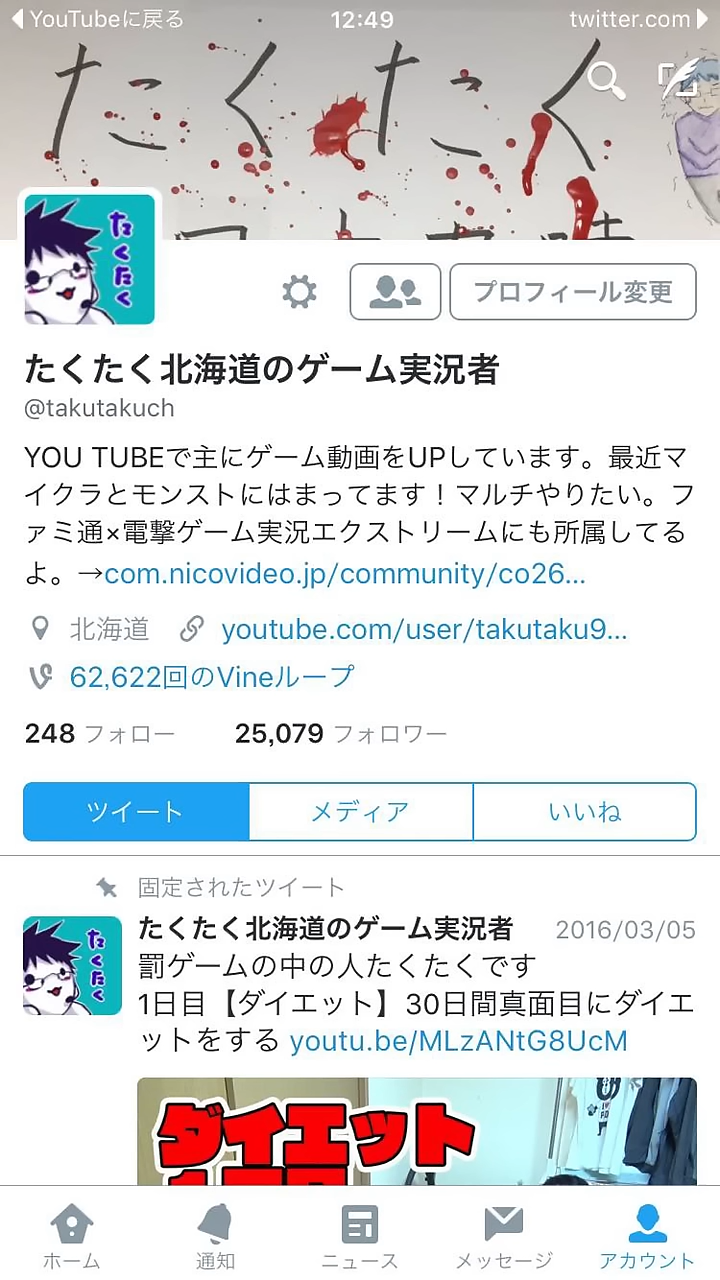 YouTubeに戻る 12:49 twitter.com
たくたく
たくたく
プロフィール変更
たくたく北海道のゲーム実況者
@takutakuch
YOU TUBEで主にゲーム動画をUPしています。最近マ
イクラとモンストにはまってます！マルチやりたい。フ
ァミ通×電撃ゲーム実況エクストリームにも所属してる
よ。→com.nicovideo.jp/community/co26...
北海道 youtube.com/user/takutaku9...
62,622回のVineループ
248 フォロー 25,079 フォロワー
ツイート メディア いいね
固定されたツイート
たくたく北海道のゲーム実況者 2016/03/05
たくたく
罰ゲームの中の人たくたくです
1日目【ダイエット】30日間真面目にダイエ
ットをする youtu.be/MLzANtG8UcM
ダイエット
ホーム 通知 ニュース メッセージ アカウント